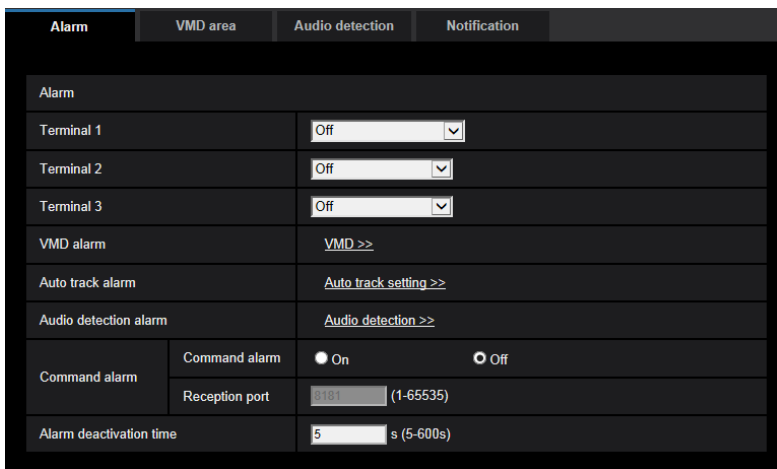 Alarm VMD area Audio detection Notification
Alarm
Terminal 1 Off
Terminal 2 Off
Terminal 3 Off
VMD alarm VMD >>
Auto track alarm Auto track setting >>
Audio detection alarm Audio detection >>
Command alarm Command alarm On Off
Reception port 8181 (1-65535)
Alarm deactivation time 5 s (5-600s)